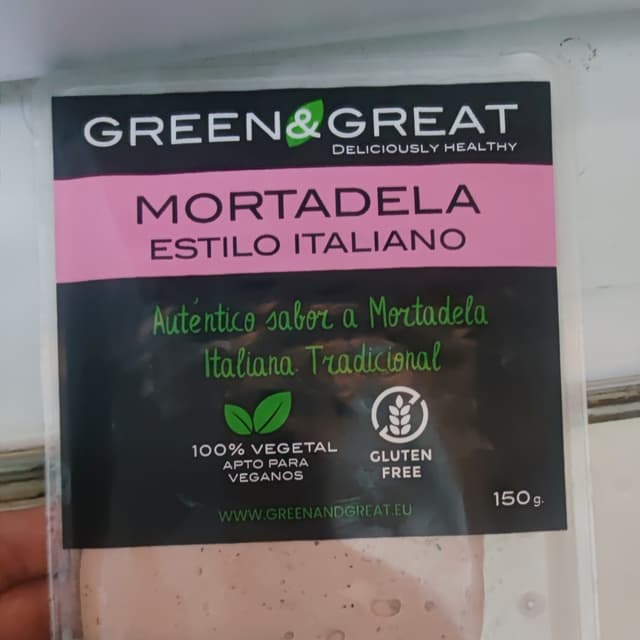 GREEN&GREAT
DELICIOUSLY HEALTHY
MORTADELA
ESTILO ITALIANO
Auténtico sabor a Mortadela
Italiana Tradicional
100% VEGETAL
APTO PARA
VEGANOS
GLUTEN
FREE
WWW.GREENANDGREAT.EU
150g.